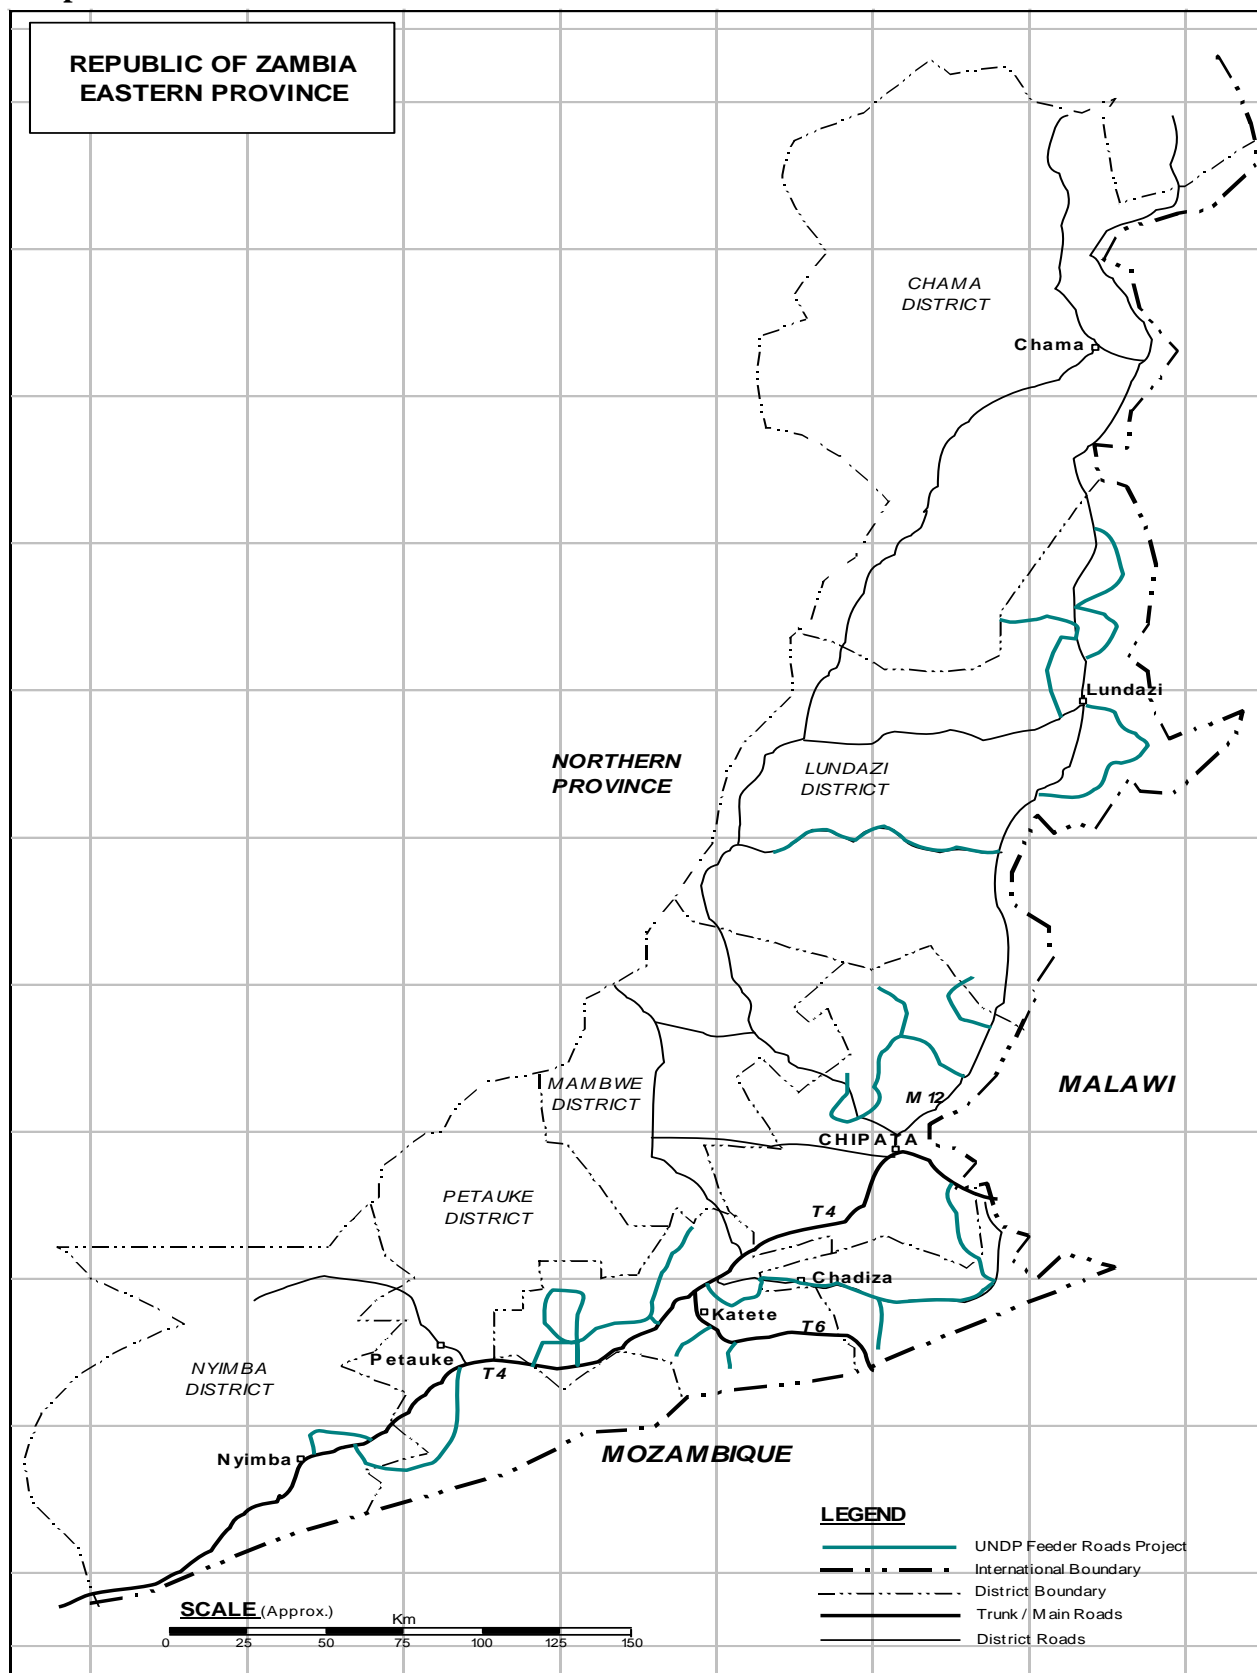 REPUBLIC OF ZAMBIA
EASTERN PROVINCE
CHAMA
DISTRICT
Chama
Lundazi
NORTHERN
PROVINCE
LUNDAZI
DISTRICT
MALAWI
MAMBWE
DISTRICT
M 12
CHIPATA
PETAUKE
DISTRICT
T4
Chadiza
Katete
T6
Petauke
T4
NYIMBA
DISTRICT
Nyimba
MOZAMBIQUE
LEGEND
UNDP Feeder Roads Project
International Boundary
District Boundary
Trunk / Main Roads
District Roads
SCALE (Approx.)
Km
0 25 50 75 100 125 150